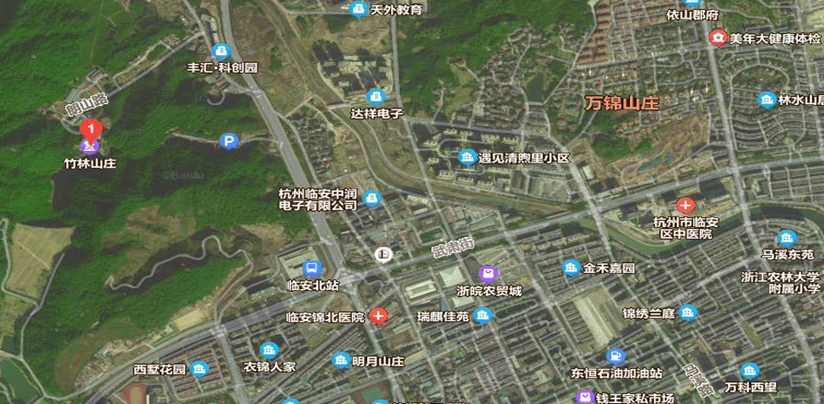 天外教育
依山郡府
美年大健康体检
丰汇·科创园
万锦山庄
林水山居
明山路
达祥电子
1
P
竹林山庄
遇见清煦里小区
Baidu
杭州临安中润
电子有限公司
杭州市临安
区中医院
武肃街
马溪东苑
金禾嘉园
临安北站
浙皖农贸城
浙江农林大学
附属小学
临安锦北医院
瑞麒佳苑
锦绣兰庭
西墅花园
衣锦人家
明月山庄
东恒石油加油站
万科西望
钱王家私市场